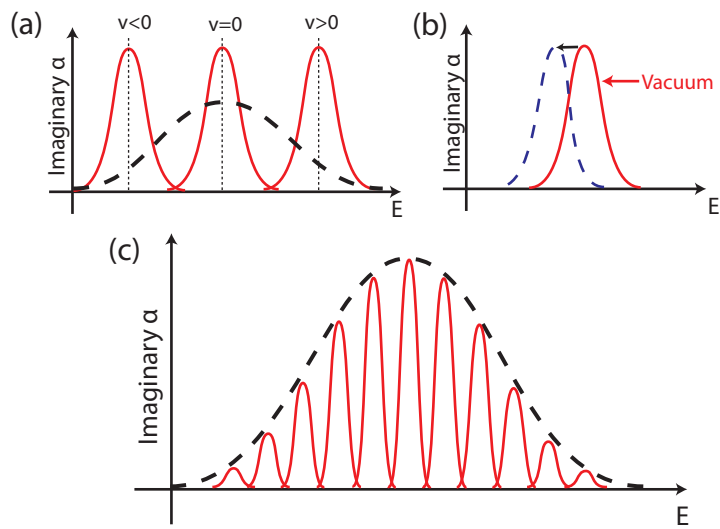 (a)
v<0 v=0 v>0
Imaginary α
E
(b)
Imaginary α
Vacuum
E
(c)
Imaginary α
E